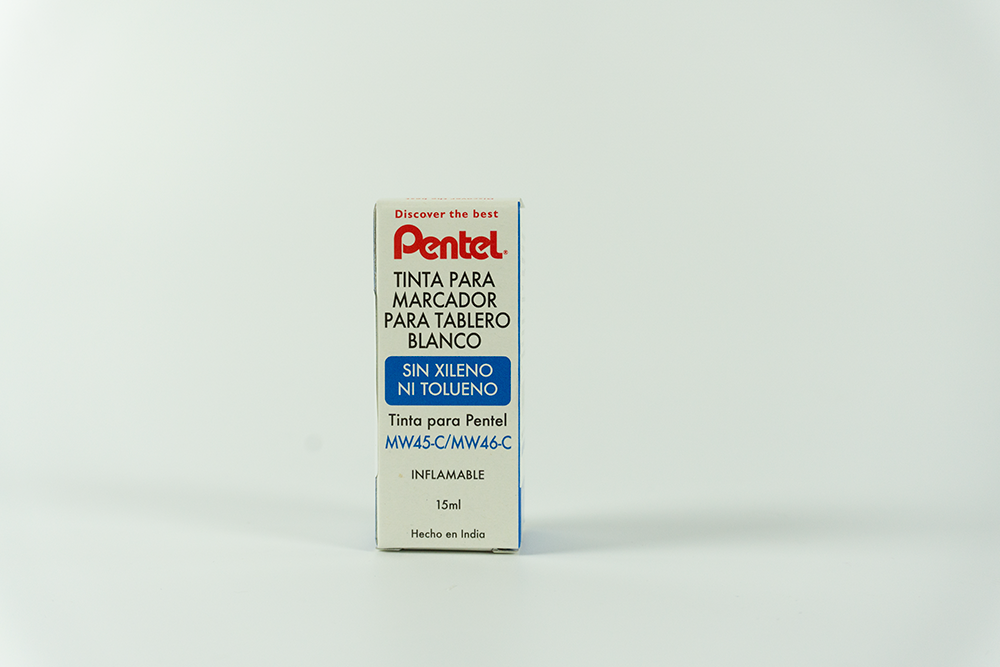 Discover the best
Pentel®
TINTA PARA
MARCADOR
PARA TABLERO
BLANCO
SIN XILENO
NI TOLUENO
Tinta para Pentel
MW45-C/MW46-C
INFLAMABLE
15ml
Hecho en India